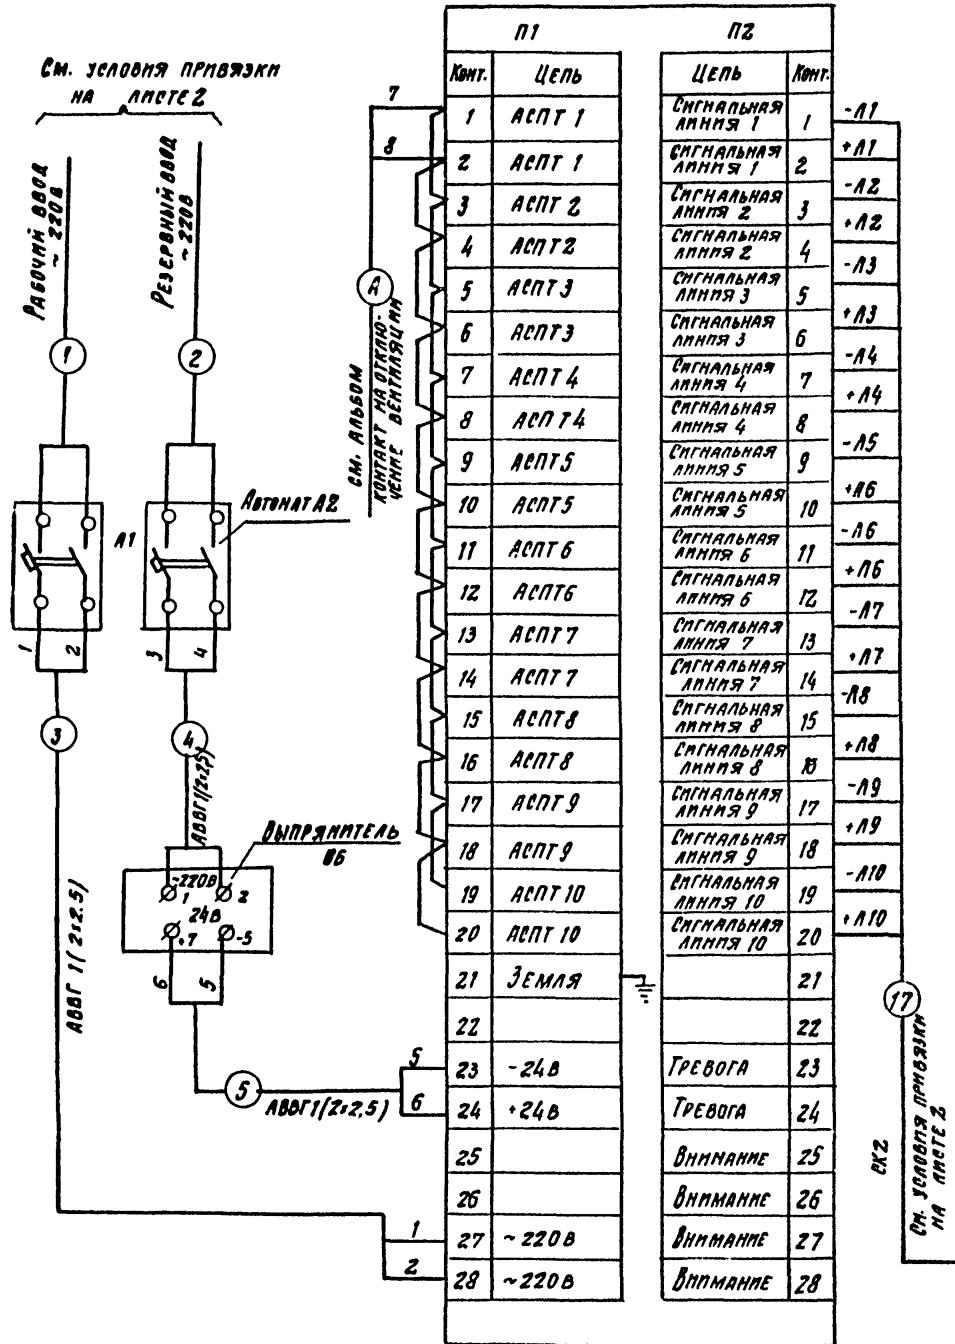 См. условия привязки
на листе 2
Рабочий ввод
~ 220 в
Резервный ввод
~ 220 в
1
2
А1
Автомат А2
1
2
3
4
3
4
АВВГ 1(2×2,5)
Выпрямитель
~220В
1
2
24В
+7
-5
6
5
АВВГ 1(2×2.5)
5
АВВГ1(2×2,5)
5
6
1
2
7
8
А
см. альбом
контакт на отклю-
чение вентиляции
П1
П2
Конт.
Цепь
Цепь
Конт.
1 АСПТ 1
Сигнальная
линия 1 1
2 АСПТ 1
Сигнальная
линия 1 2
3 АСПТ 2
Сигнальная
линия 2 3
4 АСПТ 2
Сигнальная
линия 2 4
5 АСПТ 3
Сигнальная
линия 3 5
6 АСПТ 3
Сигнальная
линия 3 6
7 АСПТ 4
Сигнальная
линия 4 7
8 АСПТ 4
Сигнальная
линия 4 8
9 АСПТ 5
Сигнальная
линия 5 9
10 АСПТ 5
Сигнальная
линия 5 10
11 АСПТ 6
Сигнальная
линия 6 11
12 АСПТ 6
Сигнальная
линия 6 12
13 АСПТ 7
Сигнальная
линия 7 13
14 АСПТ 7
Сигнальная
линия 7 14
15 АСПТ 8
Сигнальная
линия 8 15
16 АСПТ 8
Сигнальная
линия 8 16
17 АСПТ 9
Сигнальная
линия 9 17
18 АСПТ 9
Сигнальная
линия 9 18
19 АСПТ 10
Сигнальная
линия 10 19
20 АСПТ 10
Сигнальная
линия 10 20
21 Земля
21
22
22
23 -24 в
Тревога 23
24 +24 в
Тревога 24
25
Внимание 25
26
Внимание 26
27 ~ 220 в
Внимание 27
28 ~ 220 в
Внимание 28
-Л1
+Л1
-Л2
+Л2
-Л3
+Л3
-Л4
+Л4
-Л5
+Л6
-Л6
+Л6
-Л7
+Л7
-Л8
+Л8
-Л9
+Л9
-Л10
+Л10
17
СК2
См. условия привязки
на листе 2